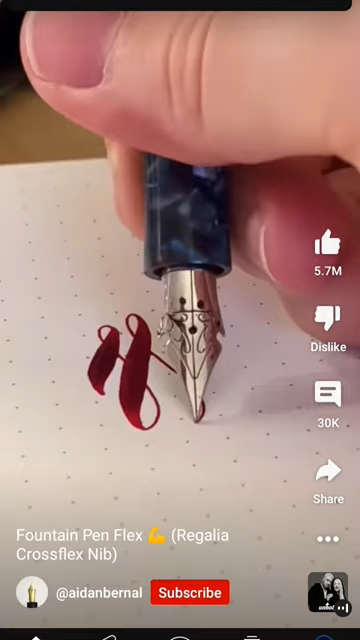 5.7M
Dislike
30K
Share
Fountain Pen Flex 💪 (Regalia
Crossflex Nib)
@aidanbernal
Subscribe